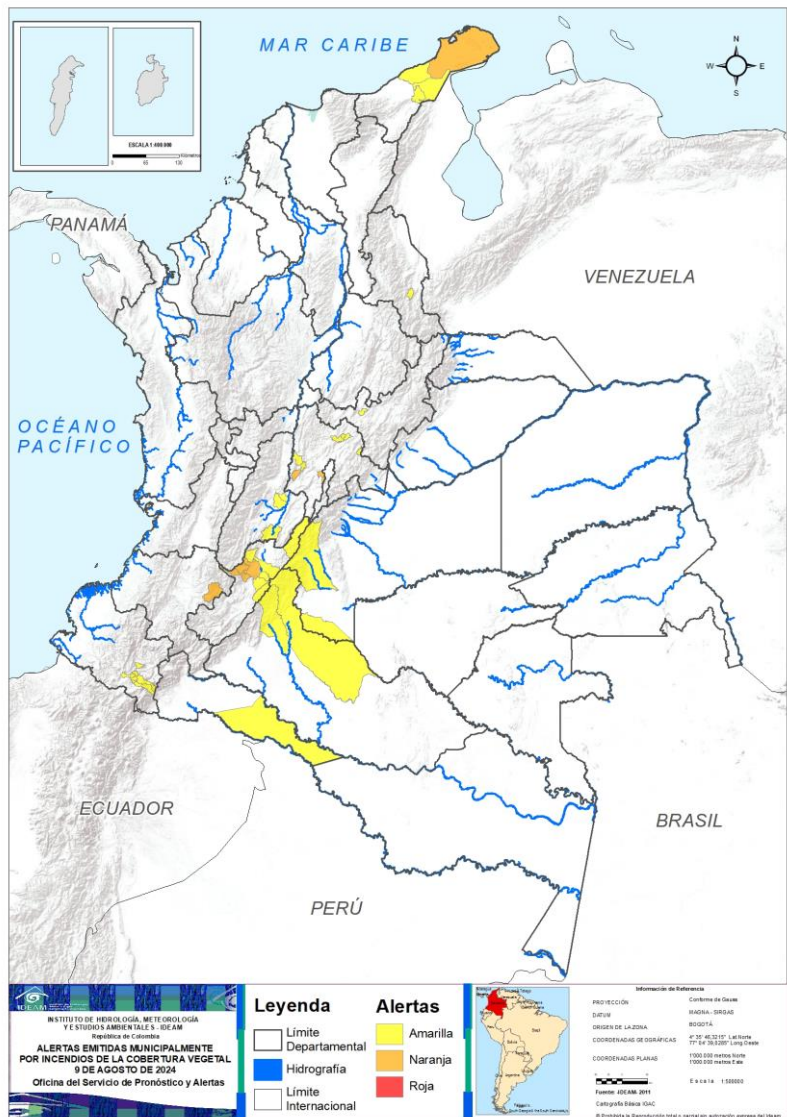 MAR CARIBE
N
W
E
S
ESCALA 1:400.000
PANAMÁ
VENEZUELA
OCÉANO
PACÍFICO
ECUADOR
BRASIL
PERÚ
IDEAM
INSTITUTO DE HIDROLOGÍA, METEOROLOGÍA
Y ESTUDIOS AMBIENTALES - IDEAM
República de Colombia
ALERTAS EMITIDAS MUNICIPALMENTE
POR INCENDIOS DE LA COBERTURA VEGETAL
9 DE AGOSTO DE 2024
Oficina del Servicio de Pronóstico y Alertas
Leyenda
Límite
Departamental
Hidrografía
Límite
Internacional
Alertas
Amarilla
Naranja
Roja
Información de Referencia
PROYECCIÓN Conforme de Gauss
DATUM MAGNA - SIRGAS
ORIGEN DE LA ZONA BOGOTÁ
COORDENADAS GEOGRÁFICAS
COORDENADAS PLANAS 1'000.000 metros Norte
1'000.000 metros Este
Fuente: IDEAM- 2011
Cartografía Básica IGAC